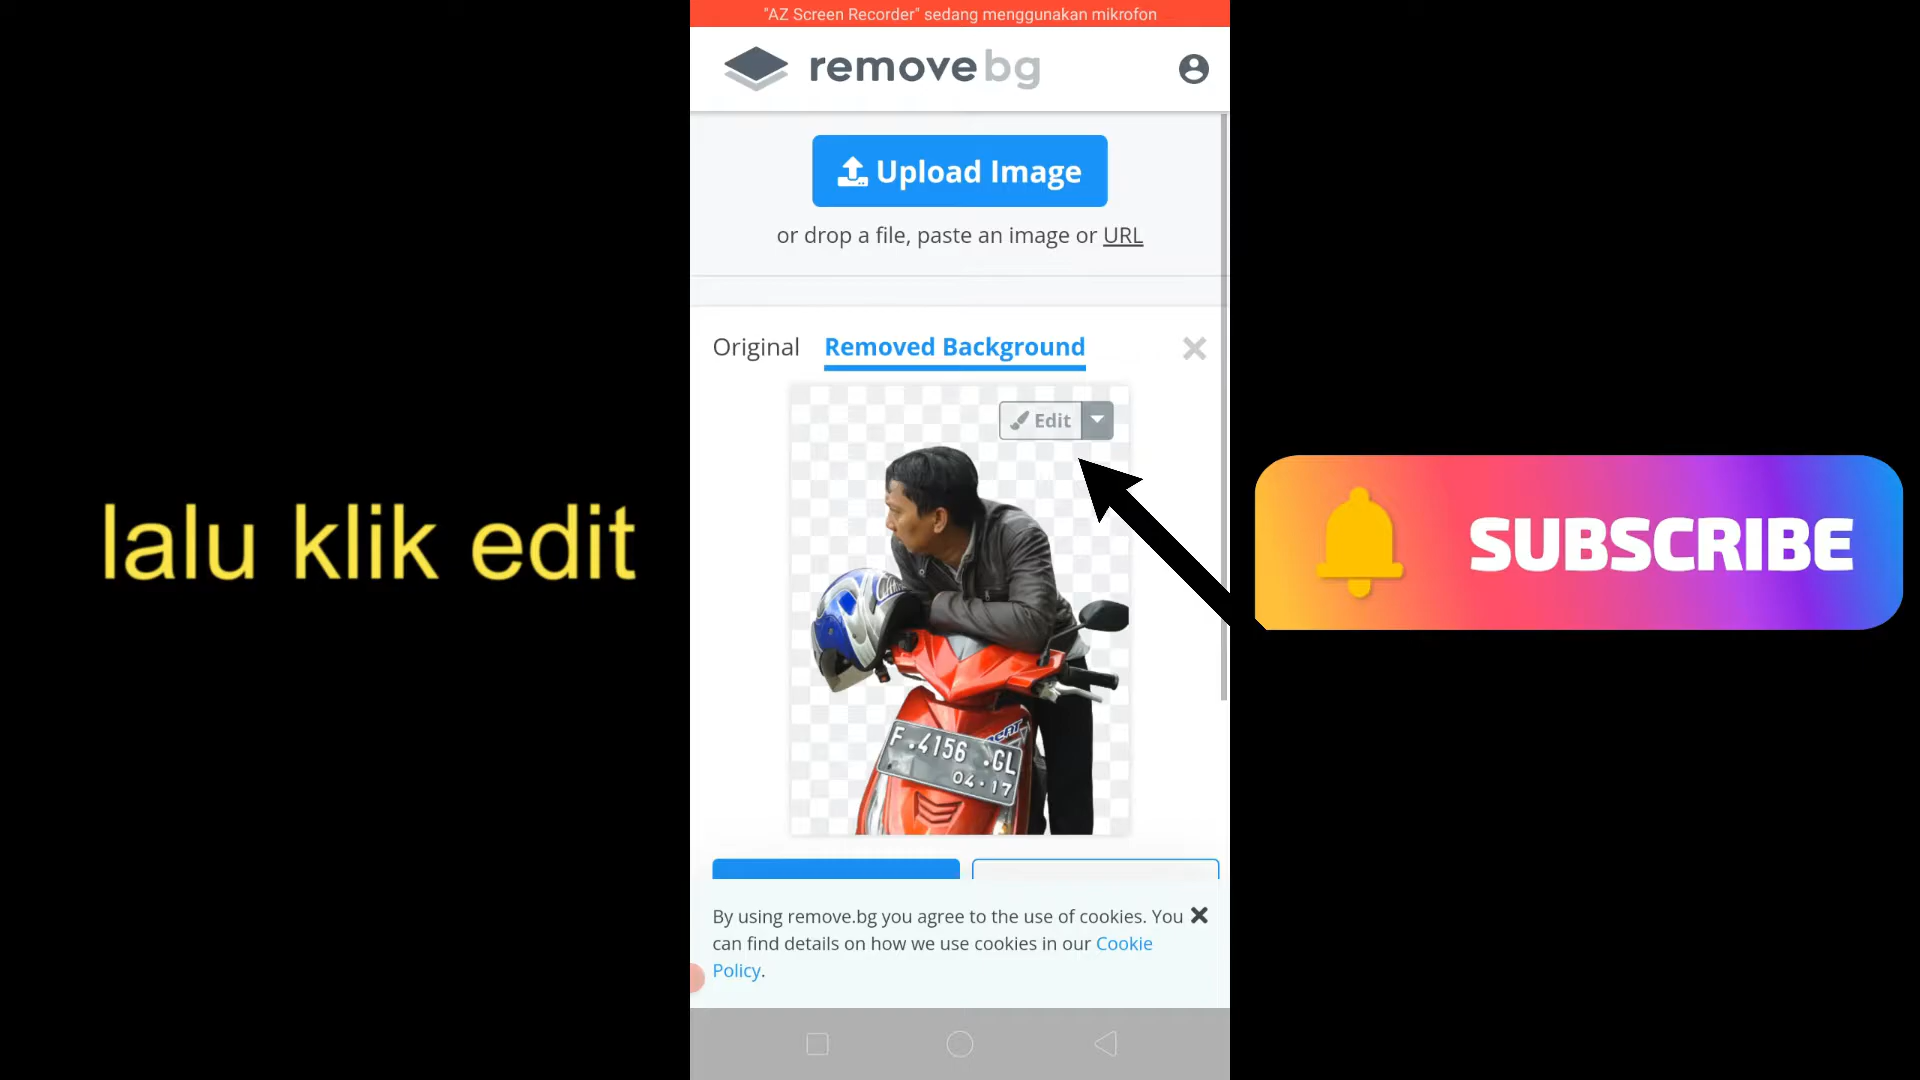 "AZ Screen Recorder" sedang menggunakan mikrofon
removebg
Upload Image
or drop a file, paste an image or URL
Original Removed Background
Edit
lalu klik edit
SUBSCRIBE
F.4156.GL
04·17
By using remove.bg you agree to the use of cookies. You
can find details on how we use cookies in our Cookie
Policy.